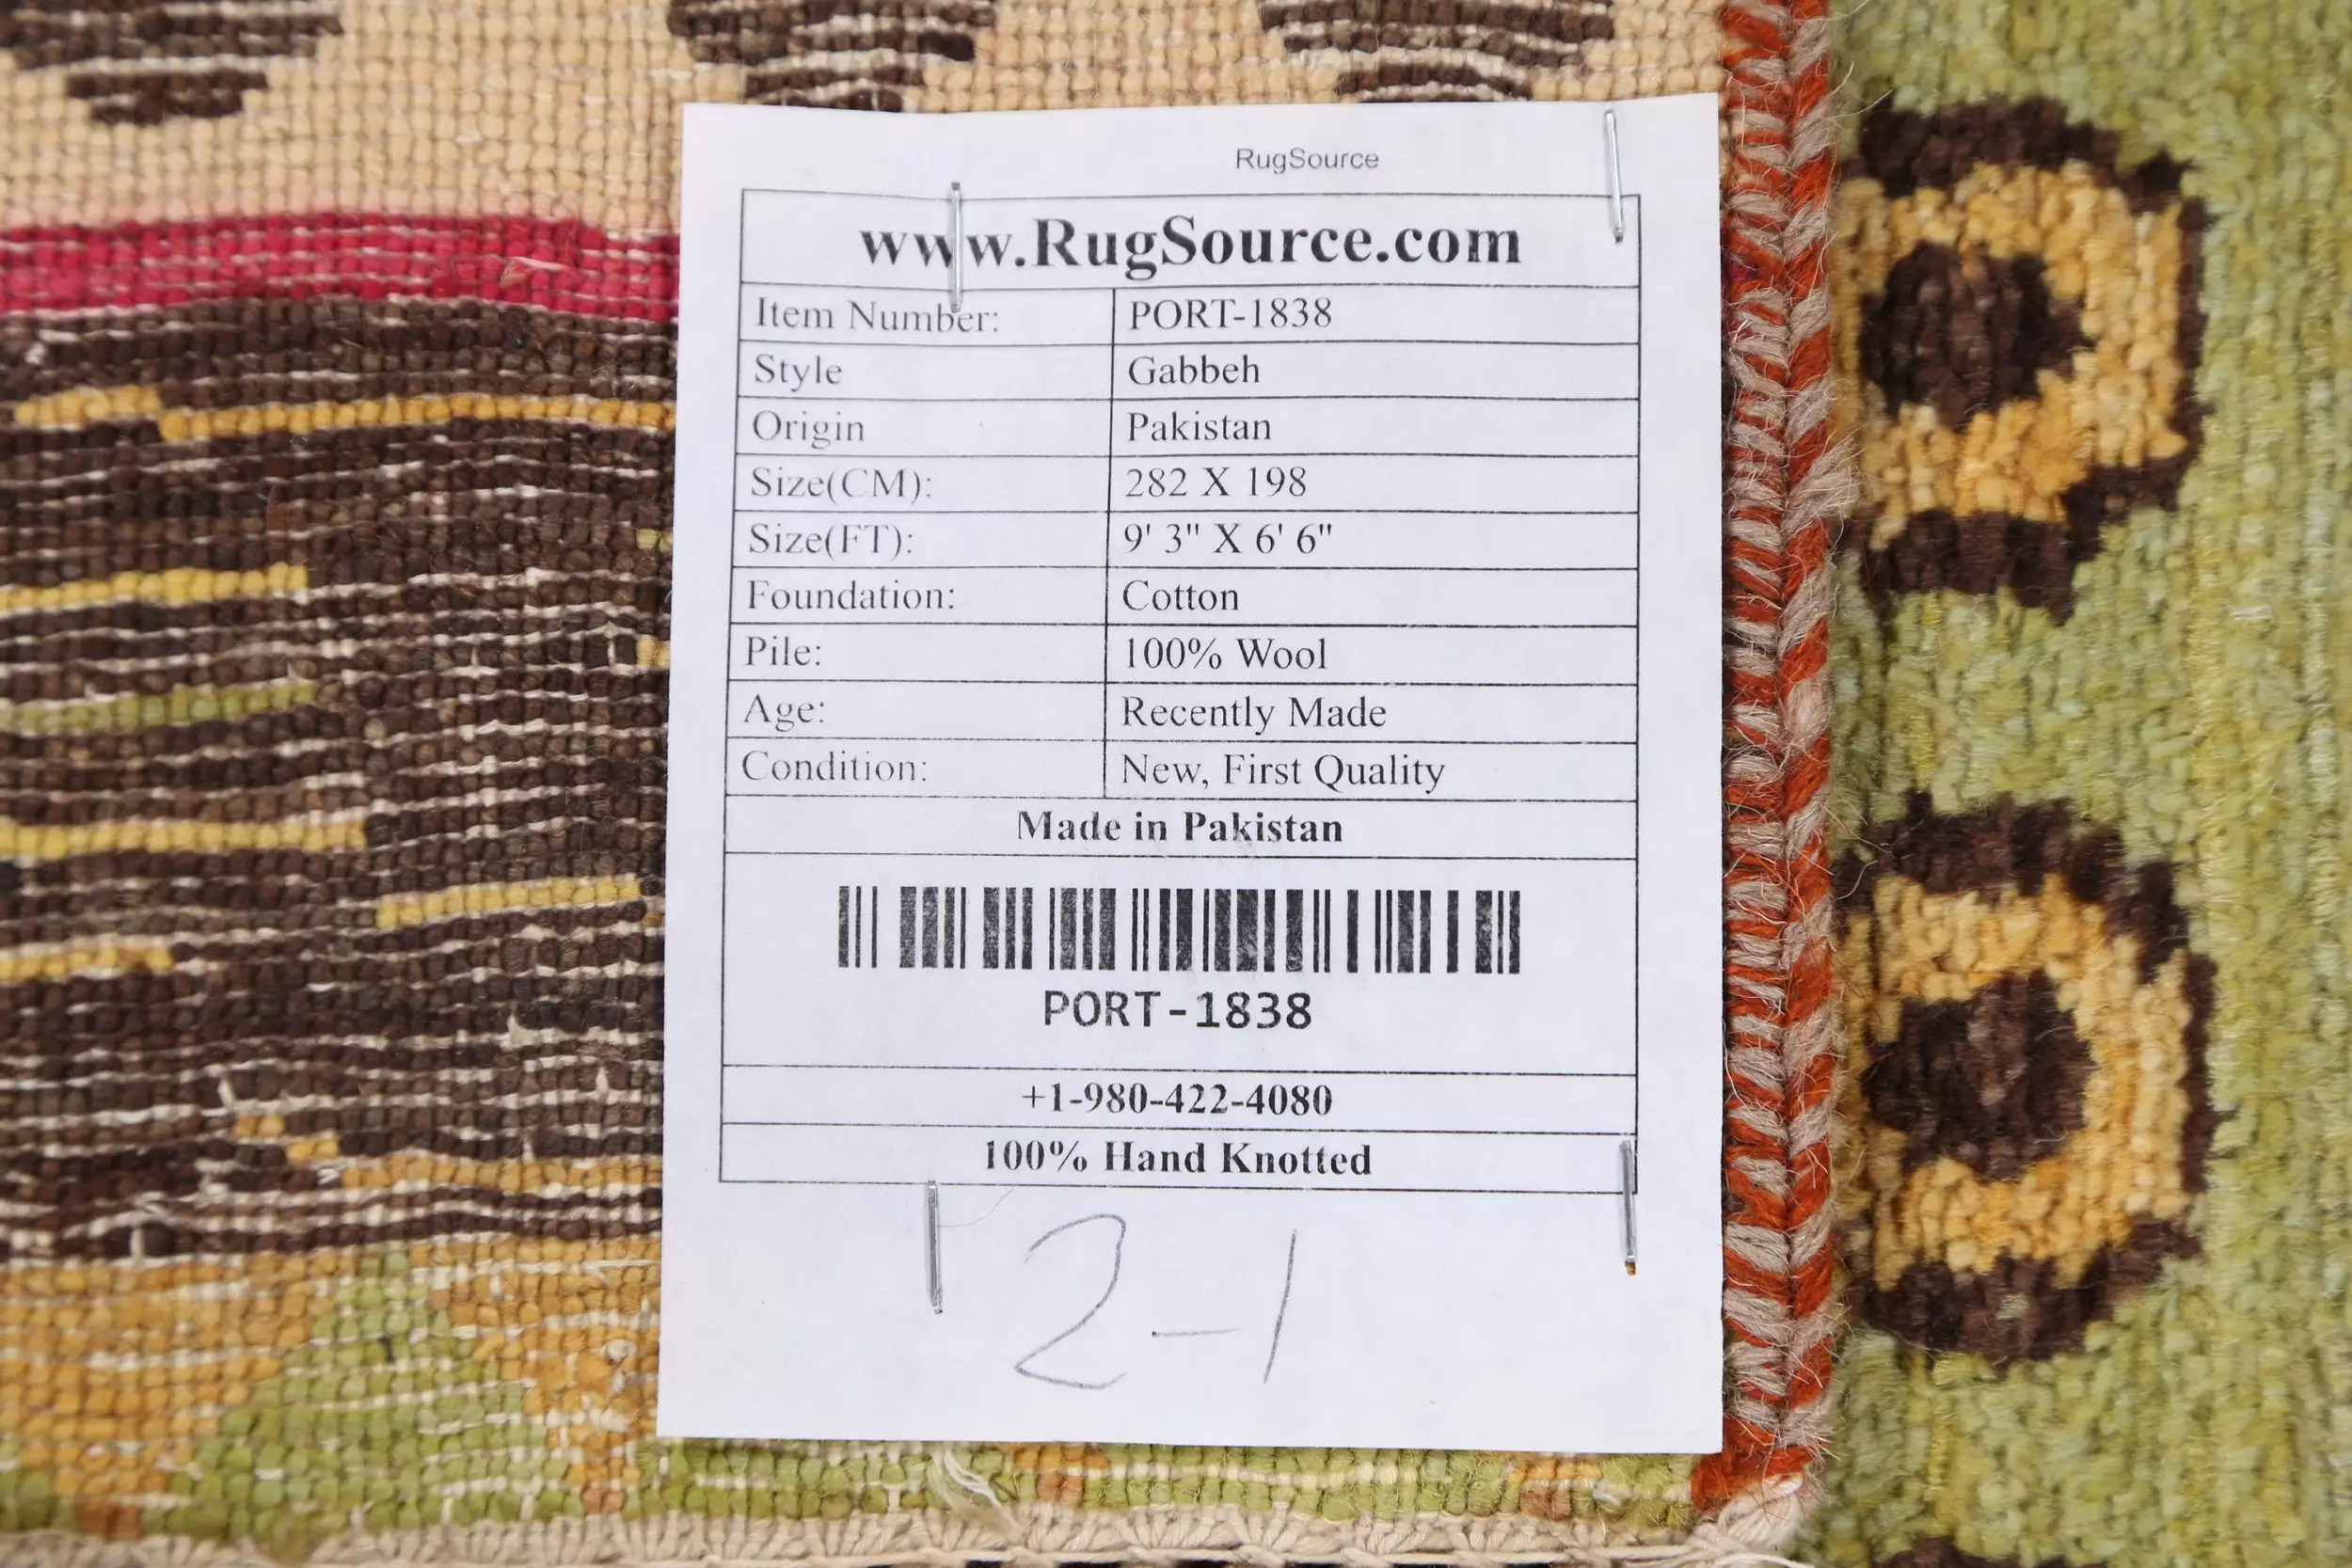 RugSource
www.RugSource.com
Item Number: PORT-1838
Style Gabbeh
Origin Pakistan
Size(CM): 282 X 198
Size(FT): 9' 3" X 6' 6"
Foundation: Cotton
Pile: 100% Wool
Age: Recently Made
Condition: New, First Quality
Made in Pakistan
PORT-1838
+1-980-422-4080
100% Hand Knotted
2-1